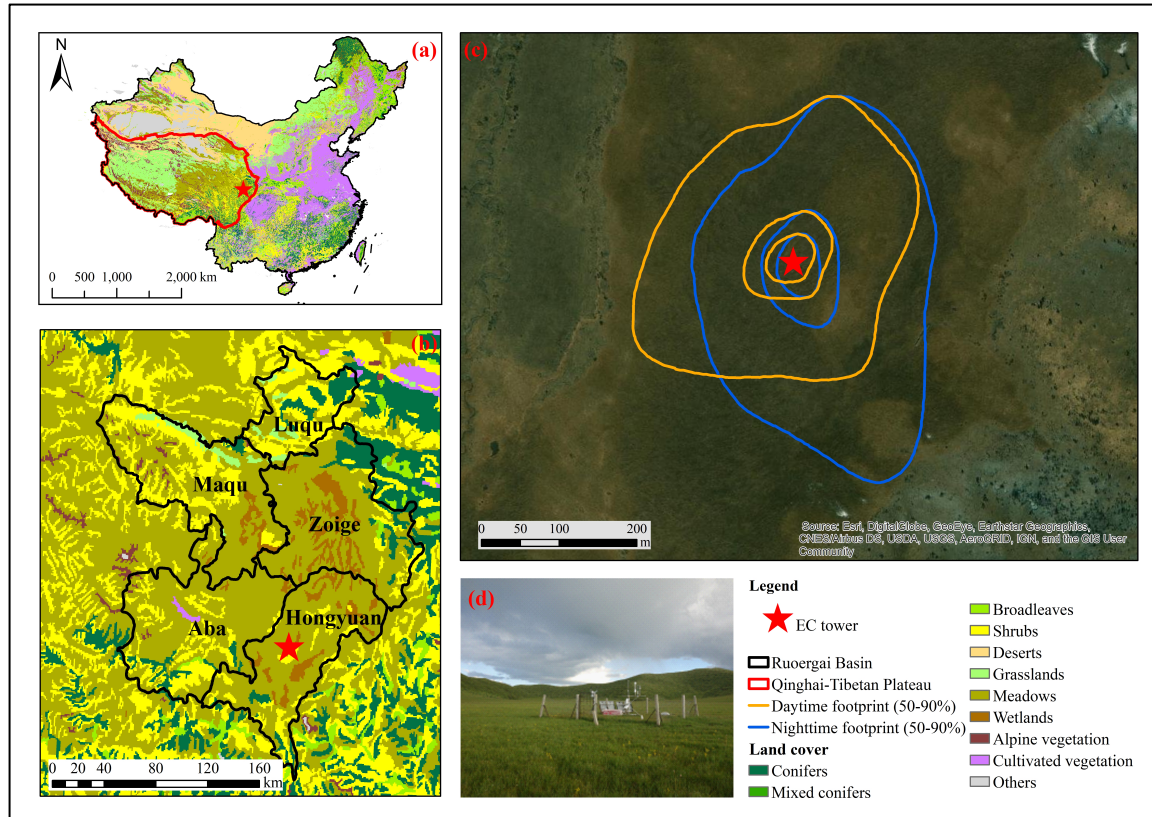 N
(a)
0 500 1,000 2,000 km
(b)
Luqu
Maqu
Zoige
Aba
Hongyuan
0 20 40 80 120 160
km
(c)
0 50 100 200
m
Source: Esri, DigitalGlobe, GeoEye, Earthstar Geographics,
CNES/Airbus DS, USDA, USGS, AeroGRID, IGN, and the GIS User
Community
(d)
Legend
EC tower
Ruoergai Basin
Qinghai-Tibetan Plateau
Daytime footprint (50-90%)
Nighttime footprint (50-90%)
Land cover
Conifers
Mixed conifers
Broadleaves
Shrubs
Deserts
Grasslands
Meadows
Wetlands
Alpine vegetation
Cultivated vegetation
Others